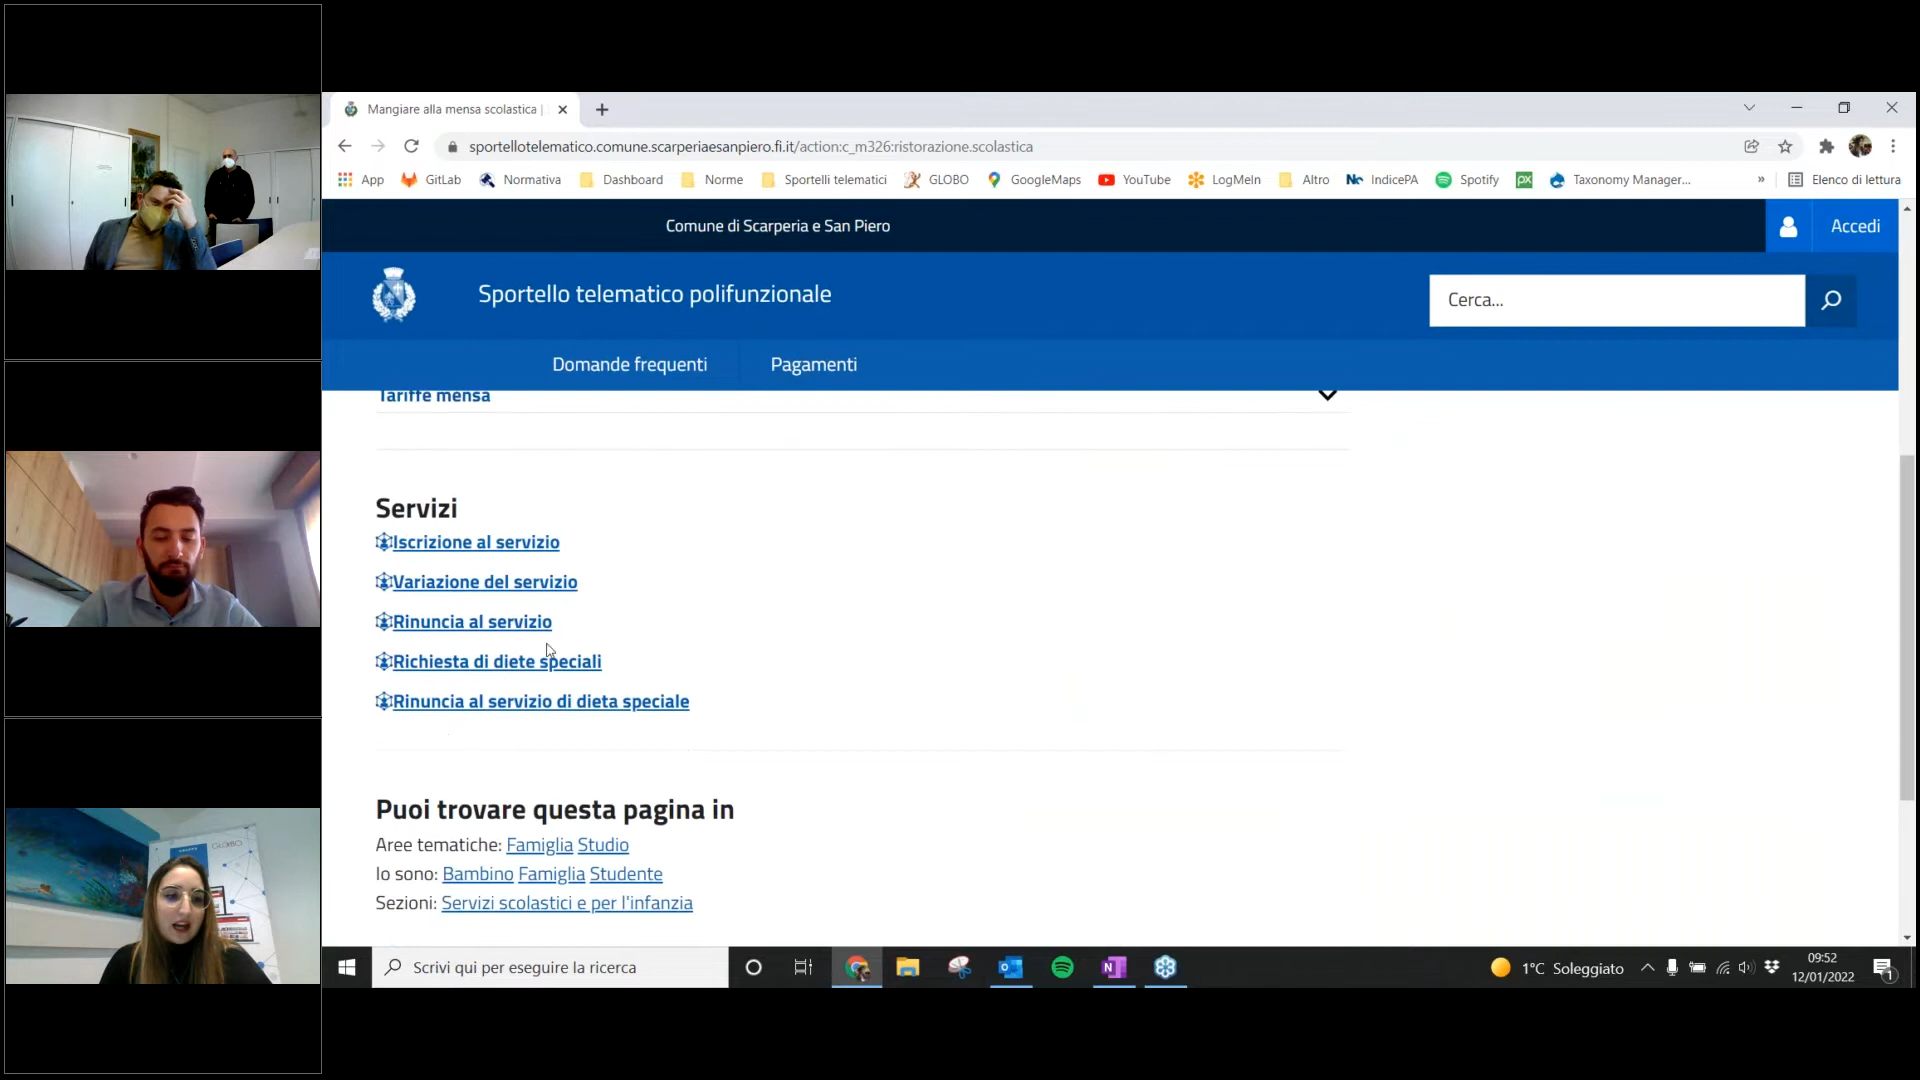 Mangiare alla mensa scolastica |
sportellotelematico.comune.scarperiaesanpiero.fi.it/action:c_m326:ristorazione.scolastica
App GitLab Normativa Dashboard Norme Sportelli telematici GLOBO GoogleMaps YouTube LogMeIn Altro IndicePA Spotify px Taxonomy Manager... » Elenco di lettura
Comune di Scarperia e San Piero
Accedi
Sportello telematico polifunzionale
Cerca...
Domande frequenti Pagamenti
Tariffe mensa
Servizi
Iscrizione al servizio
Variazione del servizio
Rinuncia al servizio
Richiesta di diete speciali
Rinuncia al servizio di dieta speciale
Puoi trovare questa pagina in
Aree tematiche: Famiglia Studio
Io sono: Bambino Famiglia Studente
Sezioni: Servizi scolastici e per l'infanzia
Scrivi qui per eseguire la ricerca
1°C Soleggiato
09:52
12/01/2022
1